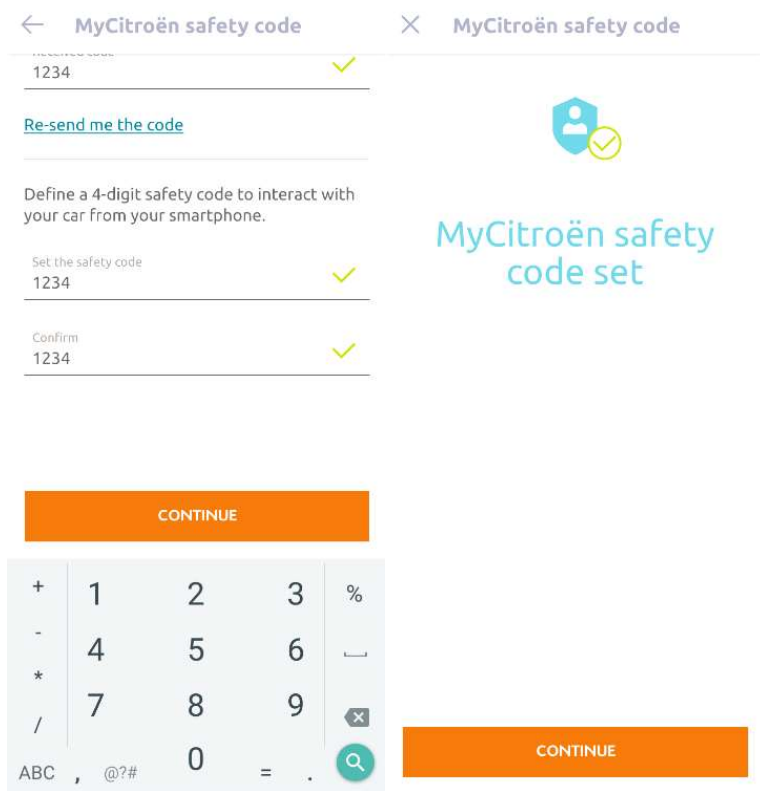 MyCitroën safety code
Received code
1234
Re-send me the code
Define a 4-digit safety code to interact with
your car from your smartphone.
Set the safety code
1234
Confirm
1234
CONTINUE
+ 1 2 3 %
- 4 5 6
*
7 8 9
/
ABC , @?# 0 = .
MyCitroën safety code
MyCitroën safety
code set
CONTINUE